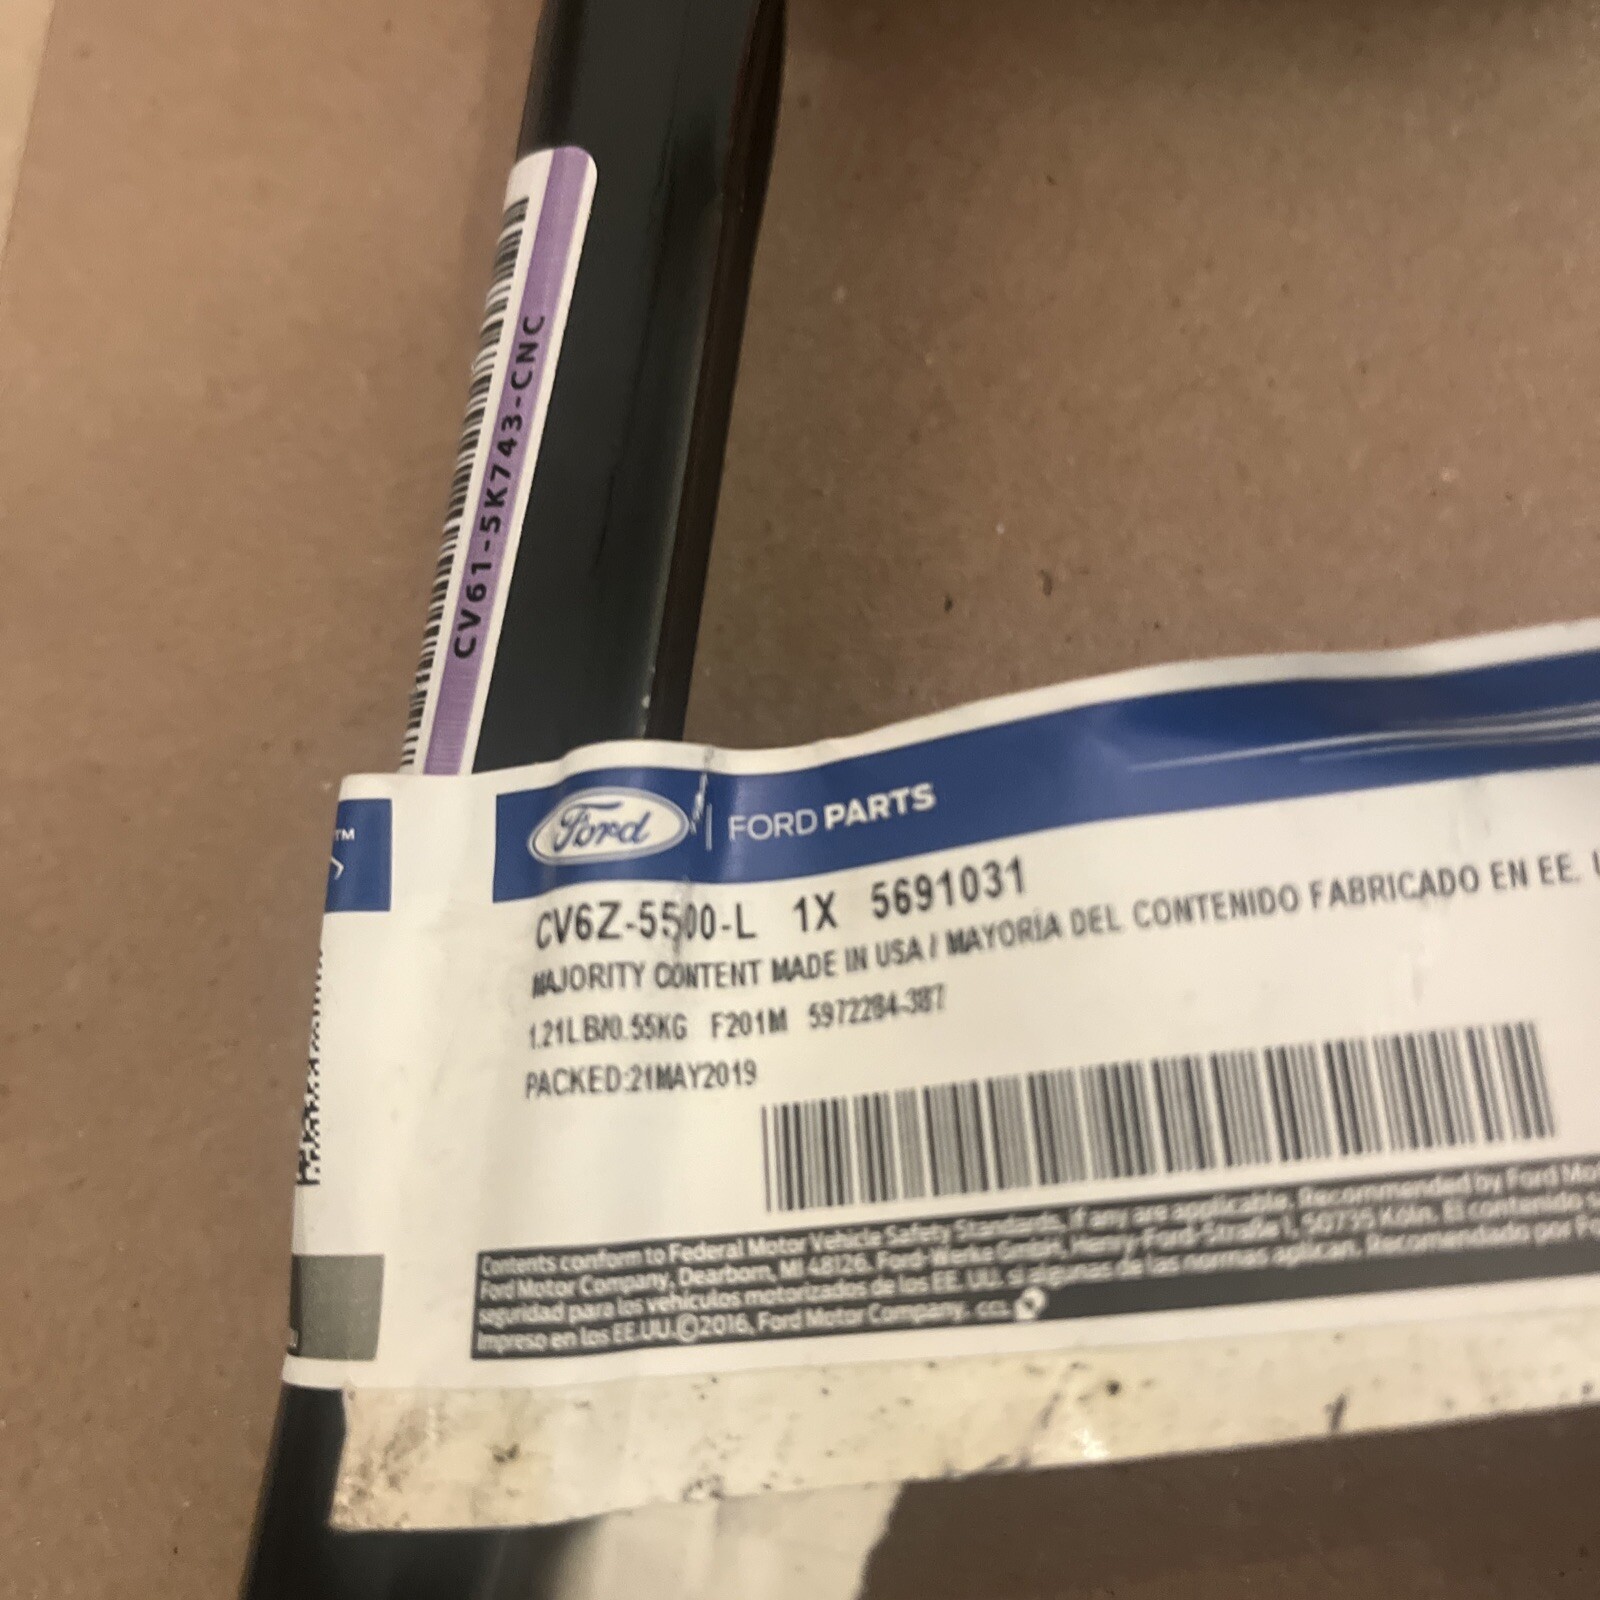 CV61-5K743-CNC
TM
Ford | FORD PARTS
CV6Z-5500-L 1X 5691031
MAJORITY CONTENT MADE IN USA / MAYORÍA DEL CONTENIDO FABRICADO EN EE.
1.21LB/0.55KG F201M 5972284-387
PACKED:21MAY2019
Contents conform to Federal Motor Vehicle Safety Standards, if any are applicable. Recommended by Ford
Ford Motor Company, Dearborn, MI 48126. Ford-Werke GmbH, Henry-Ford-Straße 1, 50735 Köln. El contenido
seguridad para los vehículos motorizados de los EE. UU. si algunas de las normas aplican. Recomendado por
Impreso en los EE.UU.©2016, Ford Motor Company. CCL